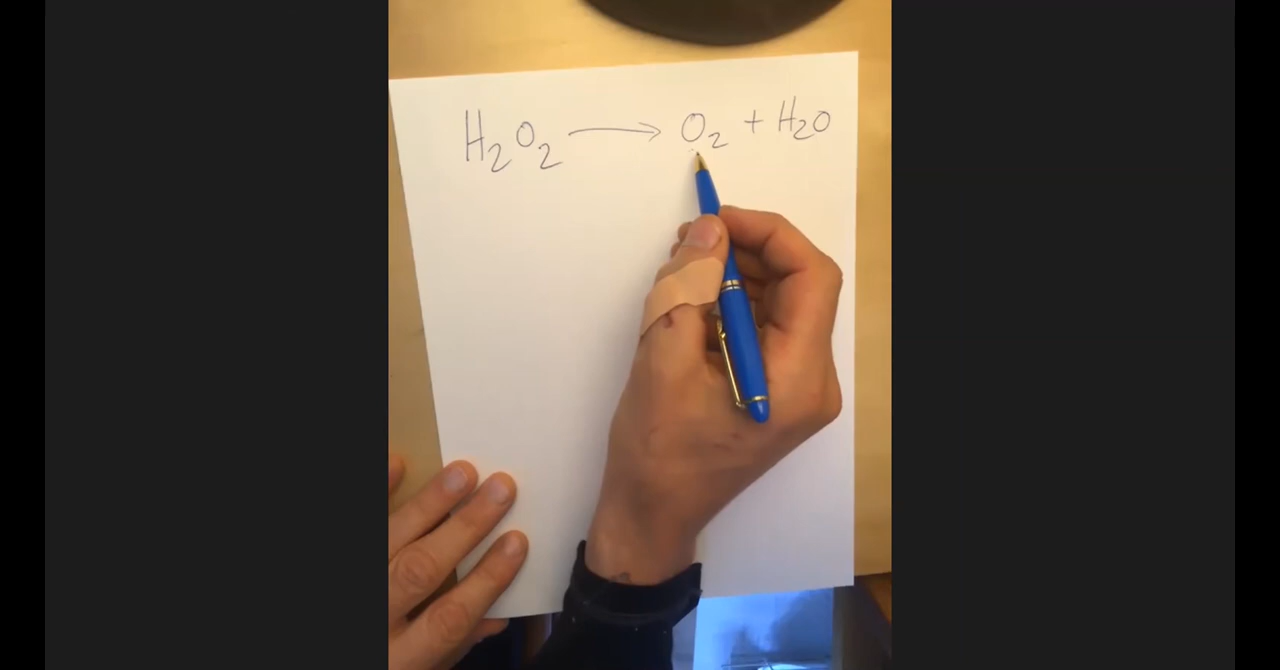 H₂O₂ ⟶ O₂ + H₂O